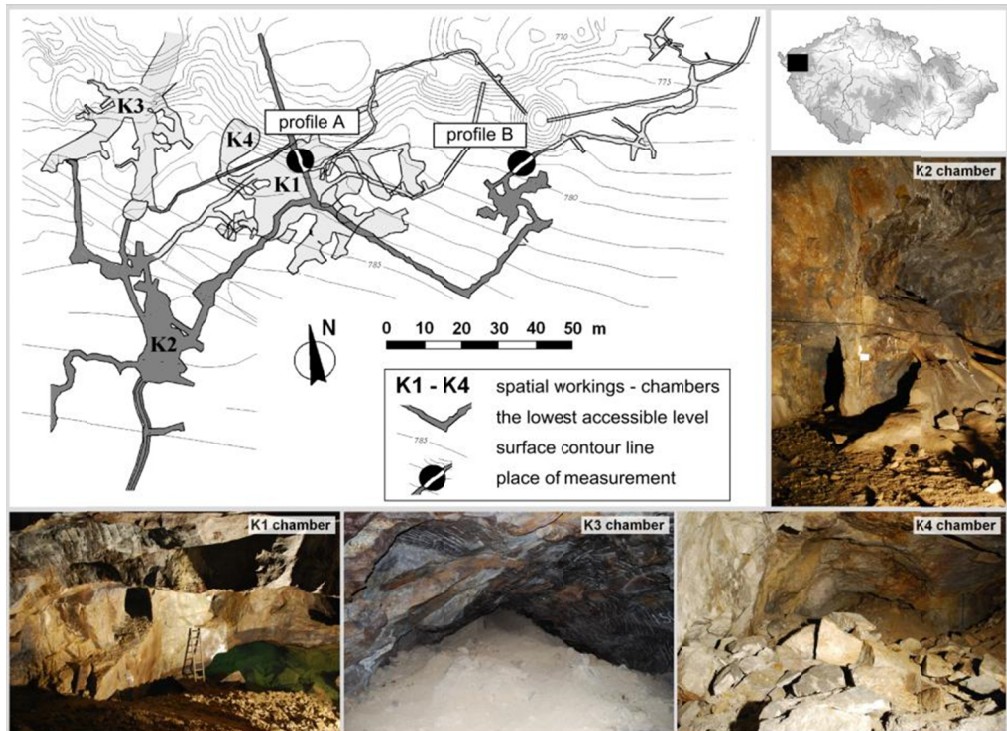 710
K3
profile A
K4
profile B
775
K1
780
785
K2
N
0 10 20 30 40 50 m
K1 - K4 spatial workings - chambers
the lowest accessible level
785 surface contour line
place of measurement
K2 chamber
K1 chamber
K3 chamber
K4 chamber